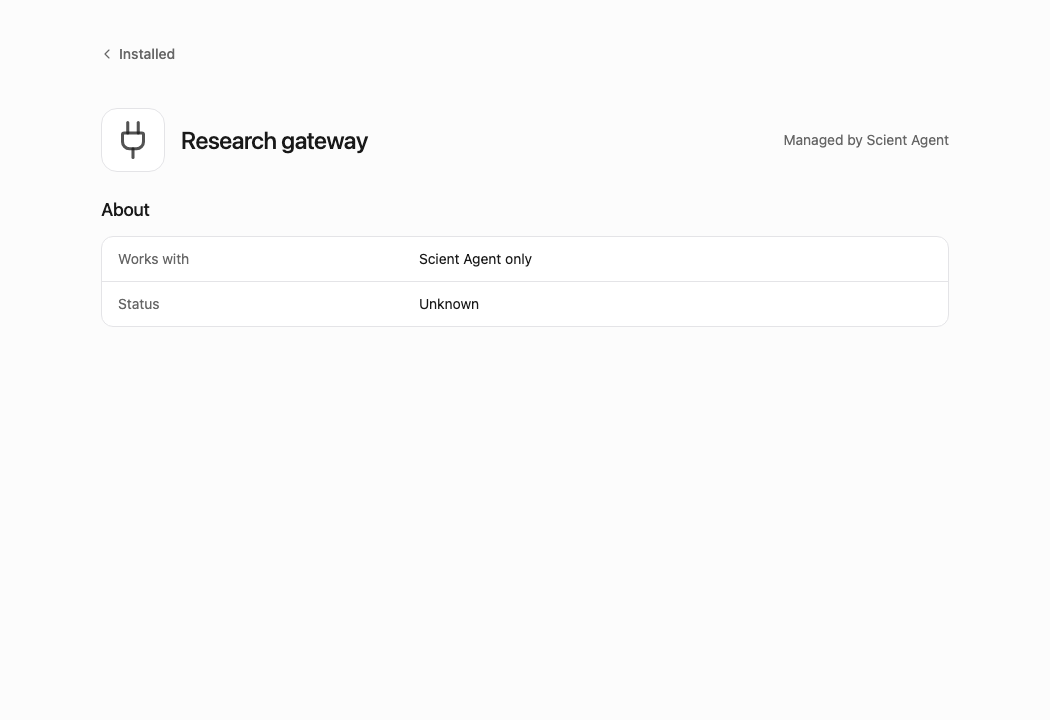 Installed
Research gateway
Managed by Scient Agent
About
Works with
Scient Agent only
Status
Unknown